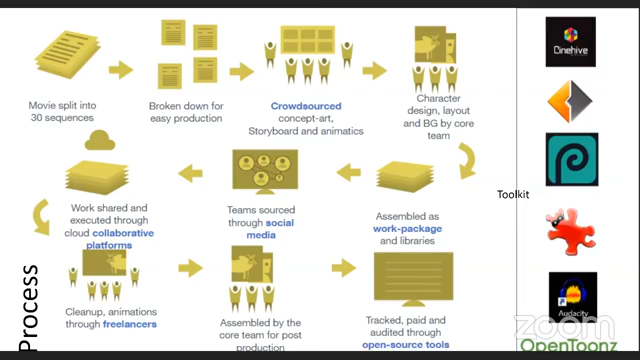 Movie split into
30 sequences
Broken down for
easy production
Crowdsourced
concept-art,
Storyboard and animatics
Character
design, layout
and BG by core
team
Work shared and
executed through
cloud collaborative
platforms
Teams sourced
through social
media
Assembled as
work-package
and libraries
Cleanup, animations
through freelancers
Assembled by the
core team for post
production
Tracked, paid and
audited through
open-source tools
Process
Toolkit
Cinehive
Audacity
zoom
OpenToonz